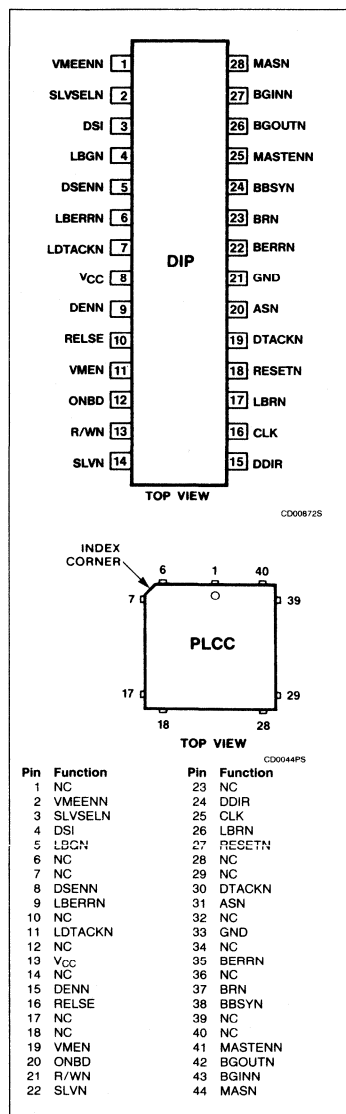 VMEENN 1 28 MASN
SLVSELN 2 27 BGINN
DSI 3 26 BGOUTN
LBGN 4 25 MASTENN
DSENN 5 24 BBSYN
LBERRN 6 23 BRN
LDTACKN 7 22 BERRN
VCC 8 21 GND
DENN 9 20 ASN
RELSE 10 19 DTACKN
VMEN 11 18 RESETN
ONBD 12 17 LBRN
R/WN 13 16 CLK
SLVN 14 15 DDIR
DIP
TOP VIEW
CD00872S
INDEX
CORNER
6 1 40
7 39
PLCC
17 29
18 28
TOP VIEW
CD0044PS
Pin Function Pin Function
1 NC 23 NC
2 VMEENN 24 DDIR
3 SLVSELN 25 CLK
4 DSI 26 LBRN
5 LBGN 27 RESETN
6 NC 28 NC
7 NC 29 NC
8 DSENN 30 DTACKN
9 LBERRN 31 ASN
10 NC 32 NC
11 LDTACKN 33 GND
12 NC 34 NC
13 VCC 35 BERRN
14 NC 36 NC
15 DENN 37 BRN
16 RELSE 38 BBSYN
17 NC 39 NC
18 NC 40 NC
19 VMEN 41 MASTENN
20 ONBD 42 BGOUTN
21 R/WN 43 BGINN
22 SLVN 44 MASN